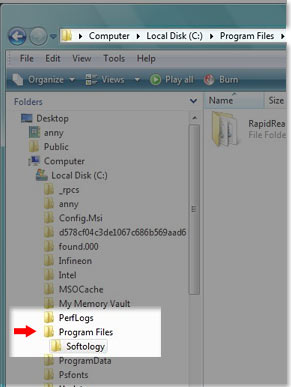 Computer Local Disk (C:) Program Files
File Edit View Tools Help
Organize Views Play all Burn
Folders
Name Size
Desktop
anny
Public
Computer
Local Disk (C:)
_rpcs
anny
Config.Msi
d578cf04c3de1067c686b569aad6
found.000
Infineon
Intel
MSOCache
My Memory Vault
PerfLogs
Program Files
Softology
ProgramData
Psfonts
RapidRea
File Folder